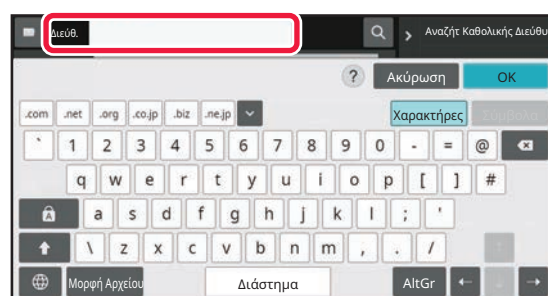 Διεύθ. Αναζήτ Καθολικής Διεύθυ
? Ακύρωση OK
.com .net .org .co.jp .biz .ne.jp Χαρακτήρες Σύμβολα
` 1 2 3 4 5 6 7 8 9 0 - = @
q w e r t y u i o p [ ] #
a s d f g h j k l ; '
\ z x c v b n m , . /
Μορφή Αρχείου Διάστημα AltGr